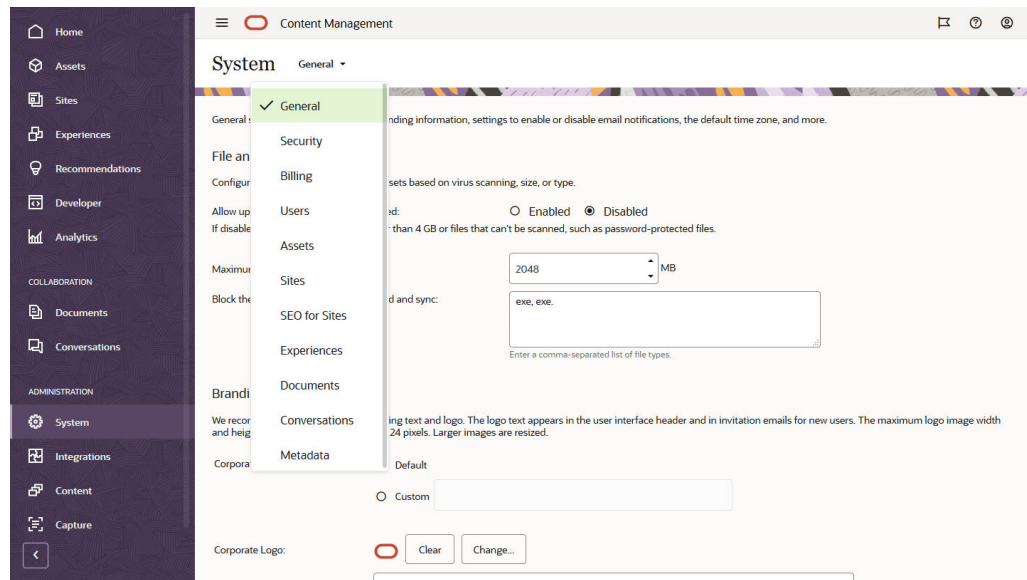 Home
Assets
Sites
Experiences
Recommendations
Developer
Analytics
COLLABORATION
Documents
Conversations
ADMINISTRATION
System
Integrations
Content
Capture
Content Management
System General
General
Security
Billing
Users
Assets
Sites
SEO for Sites
Experiences
Documents
Conversations
Metadata
General nding information, settings to enable or disable email notifications, the default time zone, and more.
File an
Configur sets based on virus scanning, size, or type.
Allow up ed: Enabled Disabled
If disable than 4 GB or files that can't be scanned, such as password-protected files.
Maximu 2048 MB
Block the d and sync: exe, exe.
Enter a comma-separated list of file types.
Brandi
We recor ing text and logo. The logo text appears in the user interface header and in invitation emails for new users. The maximum logo image width
and heig 24 pixels. Larger images are resized.
Corpora Default
Custom
Corporate Logo: Clear Change...